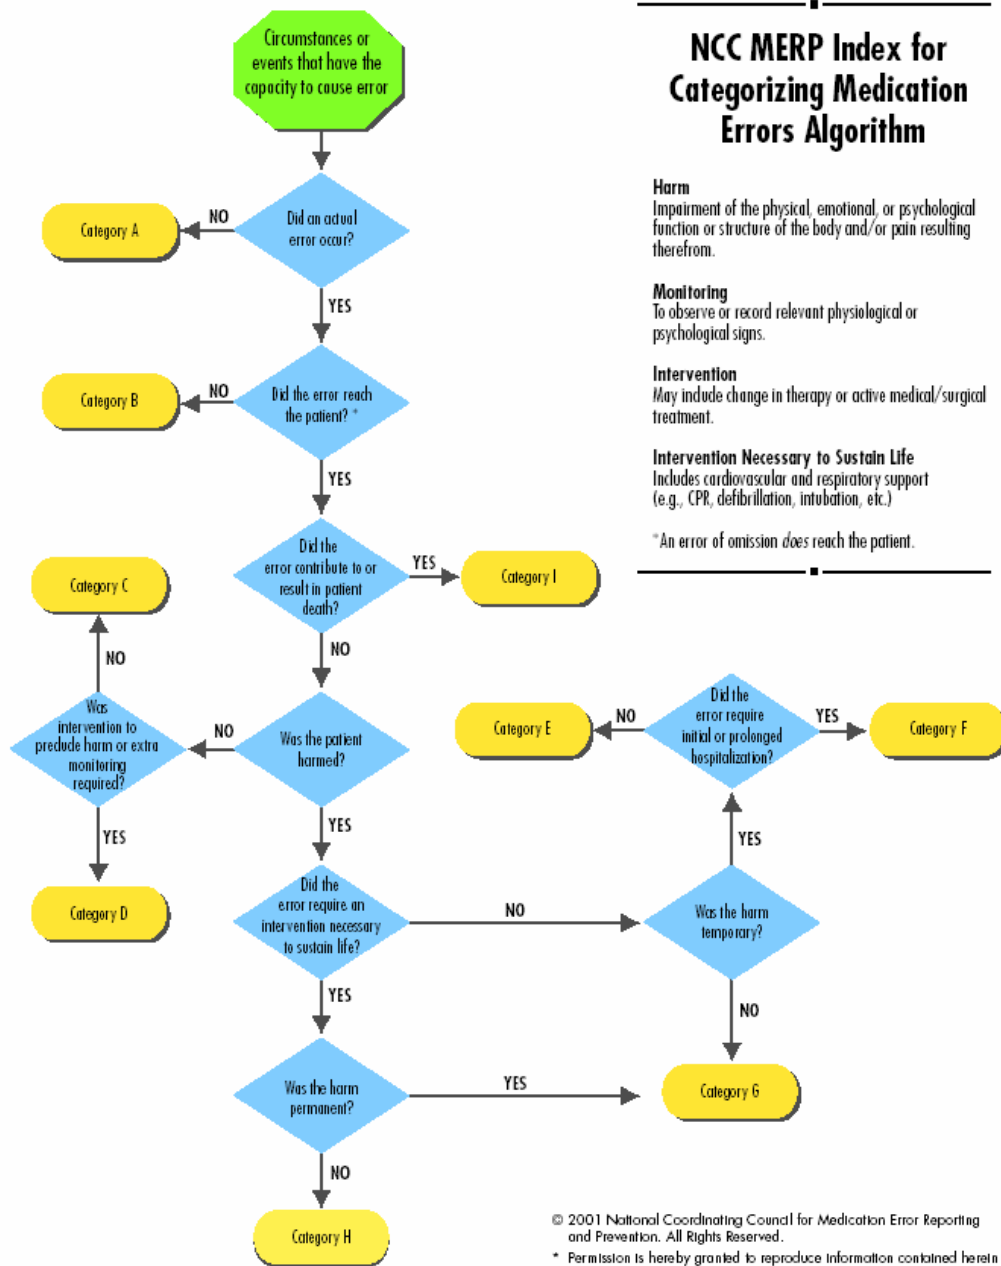 Circumstances or
events that have the
capacity to cause error
NCC MERP Index for
Categorizing Medication
Errors Algorithm
Harm
Impairment of the physical, emotional, or psychological
function or structure of the body and/or pain resulting
therefrom.
Monitoring
To observe or record relevant physiological or
psychological signs.
Intervention
May include change in therapy or active medical/surgical
treatment.
Intervention Necessary to Sustain Life
Includes cardiovascular and respiratory support
(e.g., CPR, defibrillation, intubation, etc.)
*An error of omission does reach the patient.
Did an actual
error occur?
NO
Category A
YES
Did the error reach
the patient? *
NO
Category B
YES
Did the
error contribute to or
result in patient
death?
YES
Category I
NO
Category C
NO
Was
intervention to
preclude harm or extra
monitoring
required?
NO
Was the patient
harmed?
YES
Category D
YES
Did the
error require an
intervention necessary
to sustain life?
NO
Was the harm
temporary?
YES
Did the
error require
initial or prolonged
hospitalization?
NO
Category E
YES
Category F
NO
Category G
YES
Was the harm
permanent?
YES
NO
Category H
© 2001 National Coordinating Council for Medication Error Reporting
and Prevention. All Rights Reserved.
* Permission is hereby granted to reproduce information contained herein